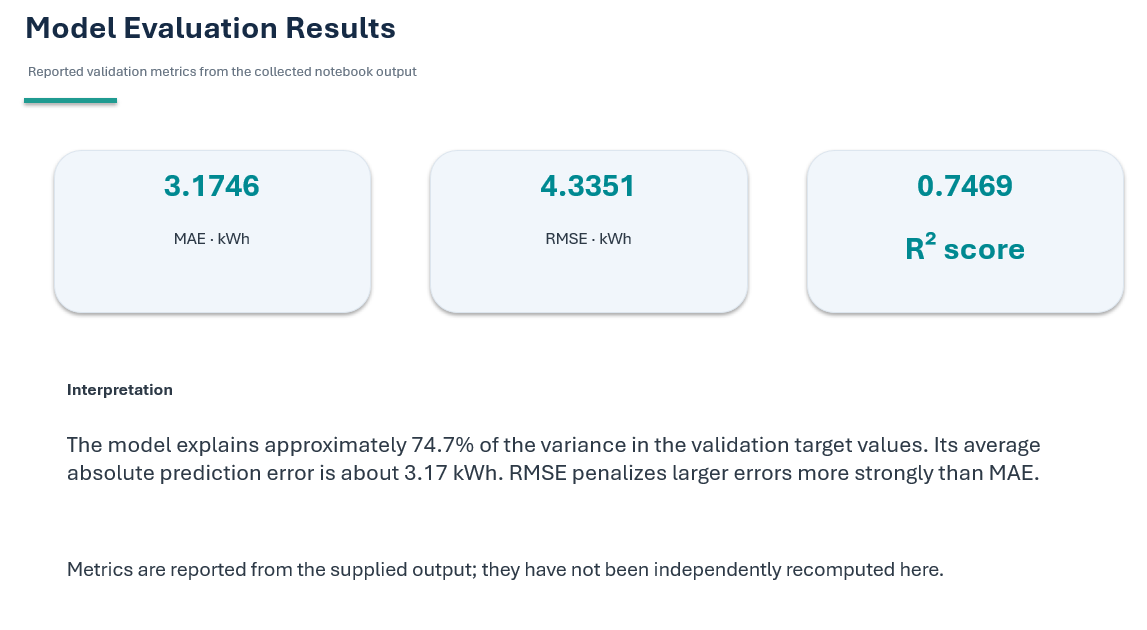 Model Evaluation Results
Reported validation metrics from the collected notebook output
3.1746
MAE · kWh
4.3351
RMSE · kWh
0.7469
R² score
Interpretation
The model explains approximately 74.7% of the variance in the validation target values. Its average
absolute prediction error is about 3.17 kWh. RMSE penalizes larger errors more strongly than MAE.
Metrics are reported from the supplied output; they have not been independently recomputed here.